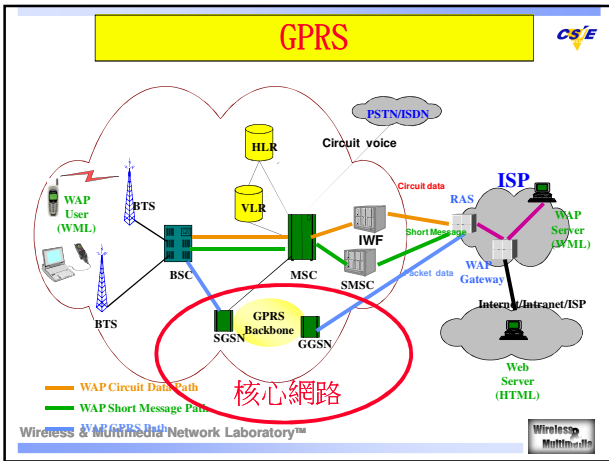 GPRS
CSIE
PSTN/ISDN
Circuit voice
HLR
VLR
Circuit data
ISP
RAS
WAP
User
(WML)
BTS
IWF
Short Message
WAP
Server
(WML)
BSC
MSC
SMSC
WAP
Gateway
Packet data
Internet/Intranet/ISP
BTS
SGSN
GPRS
Backbone
GGSN
Web
Server
(HTML)
核心網路
WAP Circuit Data Path
WAP Short Message Path
WAP GPRS Path
Wireless & Multimedia Network Laboratory™
Wireless
Multimedia